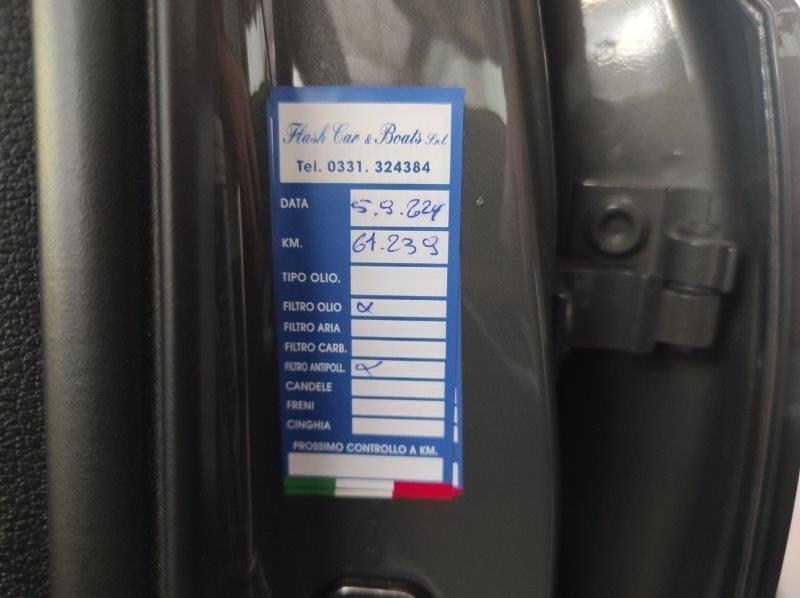 Flash Car & Boats S.r.l.
Tel. 0331. 324384
DATA 5.9.224
KM. 61.239
TIPO OLIO.
FILTRO OLIO x
FILTRO ARIA
FILTRO CARB.
FILTRO ANTIPOLL. x
CANDELE
FRENI
CINGHIA
PROSSIMO CONTROLLO A KM.